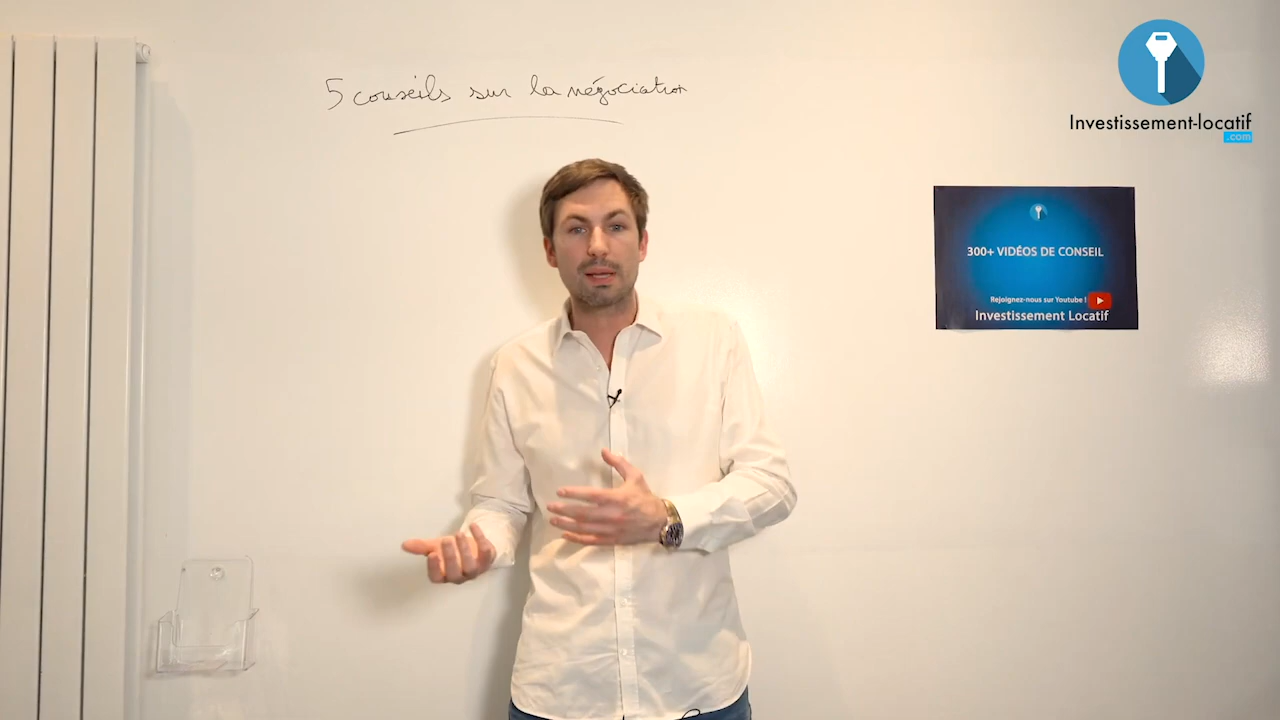 5 conseils sur la négociation
Investissement-locatif
.com
300+ VIDÉOS DE CONSEIL
Rejoignez-nous sur Youtube !
Investissement Locatif